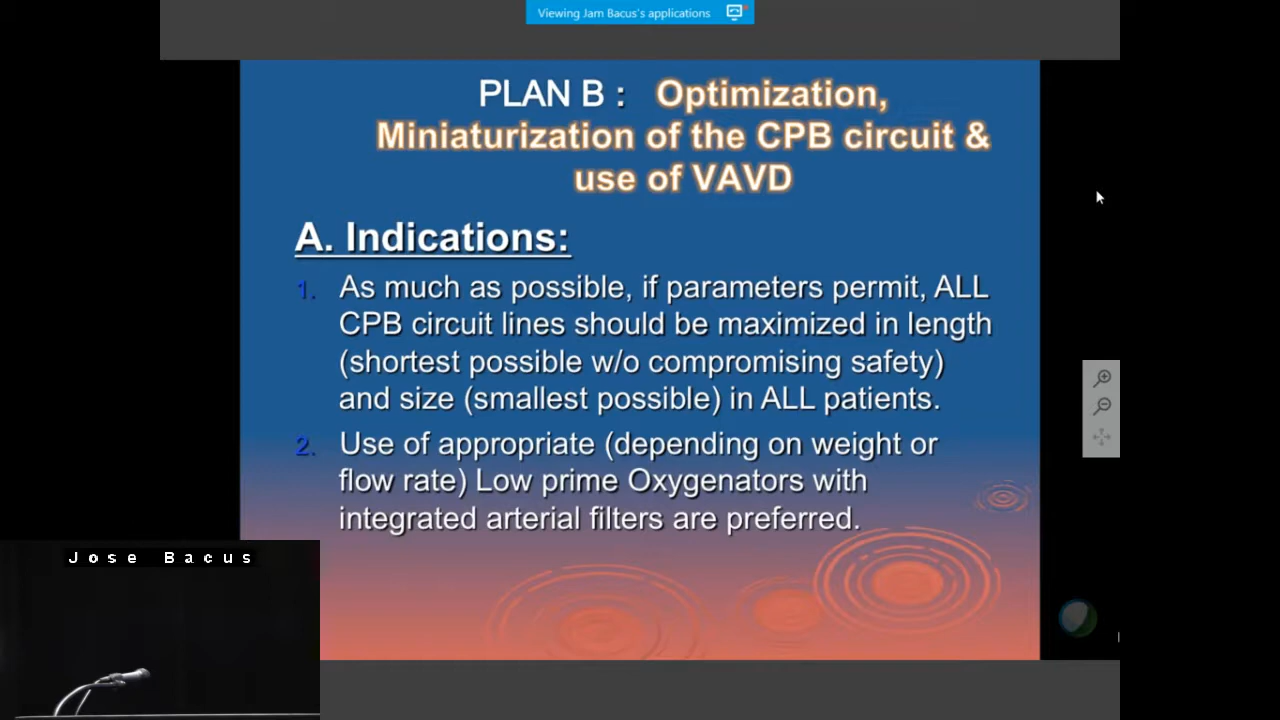 Viewing Jam Bacus's applications
PLAN B : Optimization,
Miniaturization of the CPB circuit &
use of VAVD
A. Indications:
1. As much as possible, if parameters permit, ALL
CPB circuit lines should be maximized in length
(shortest possible w/o compromising safety)
and size (smallest possible) in ALL patients.
2. Use of appropriate (depending on weight or
flow rate) Low prime Oxygenators with
integrated arterial filters are preferred.
Jose Bacus